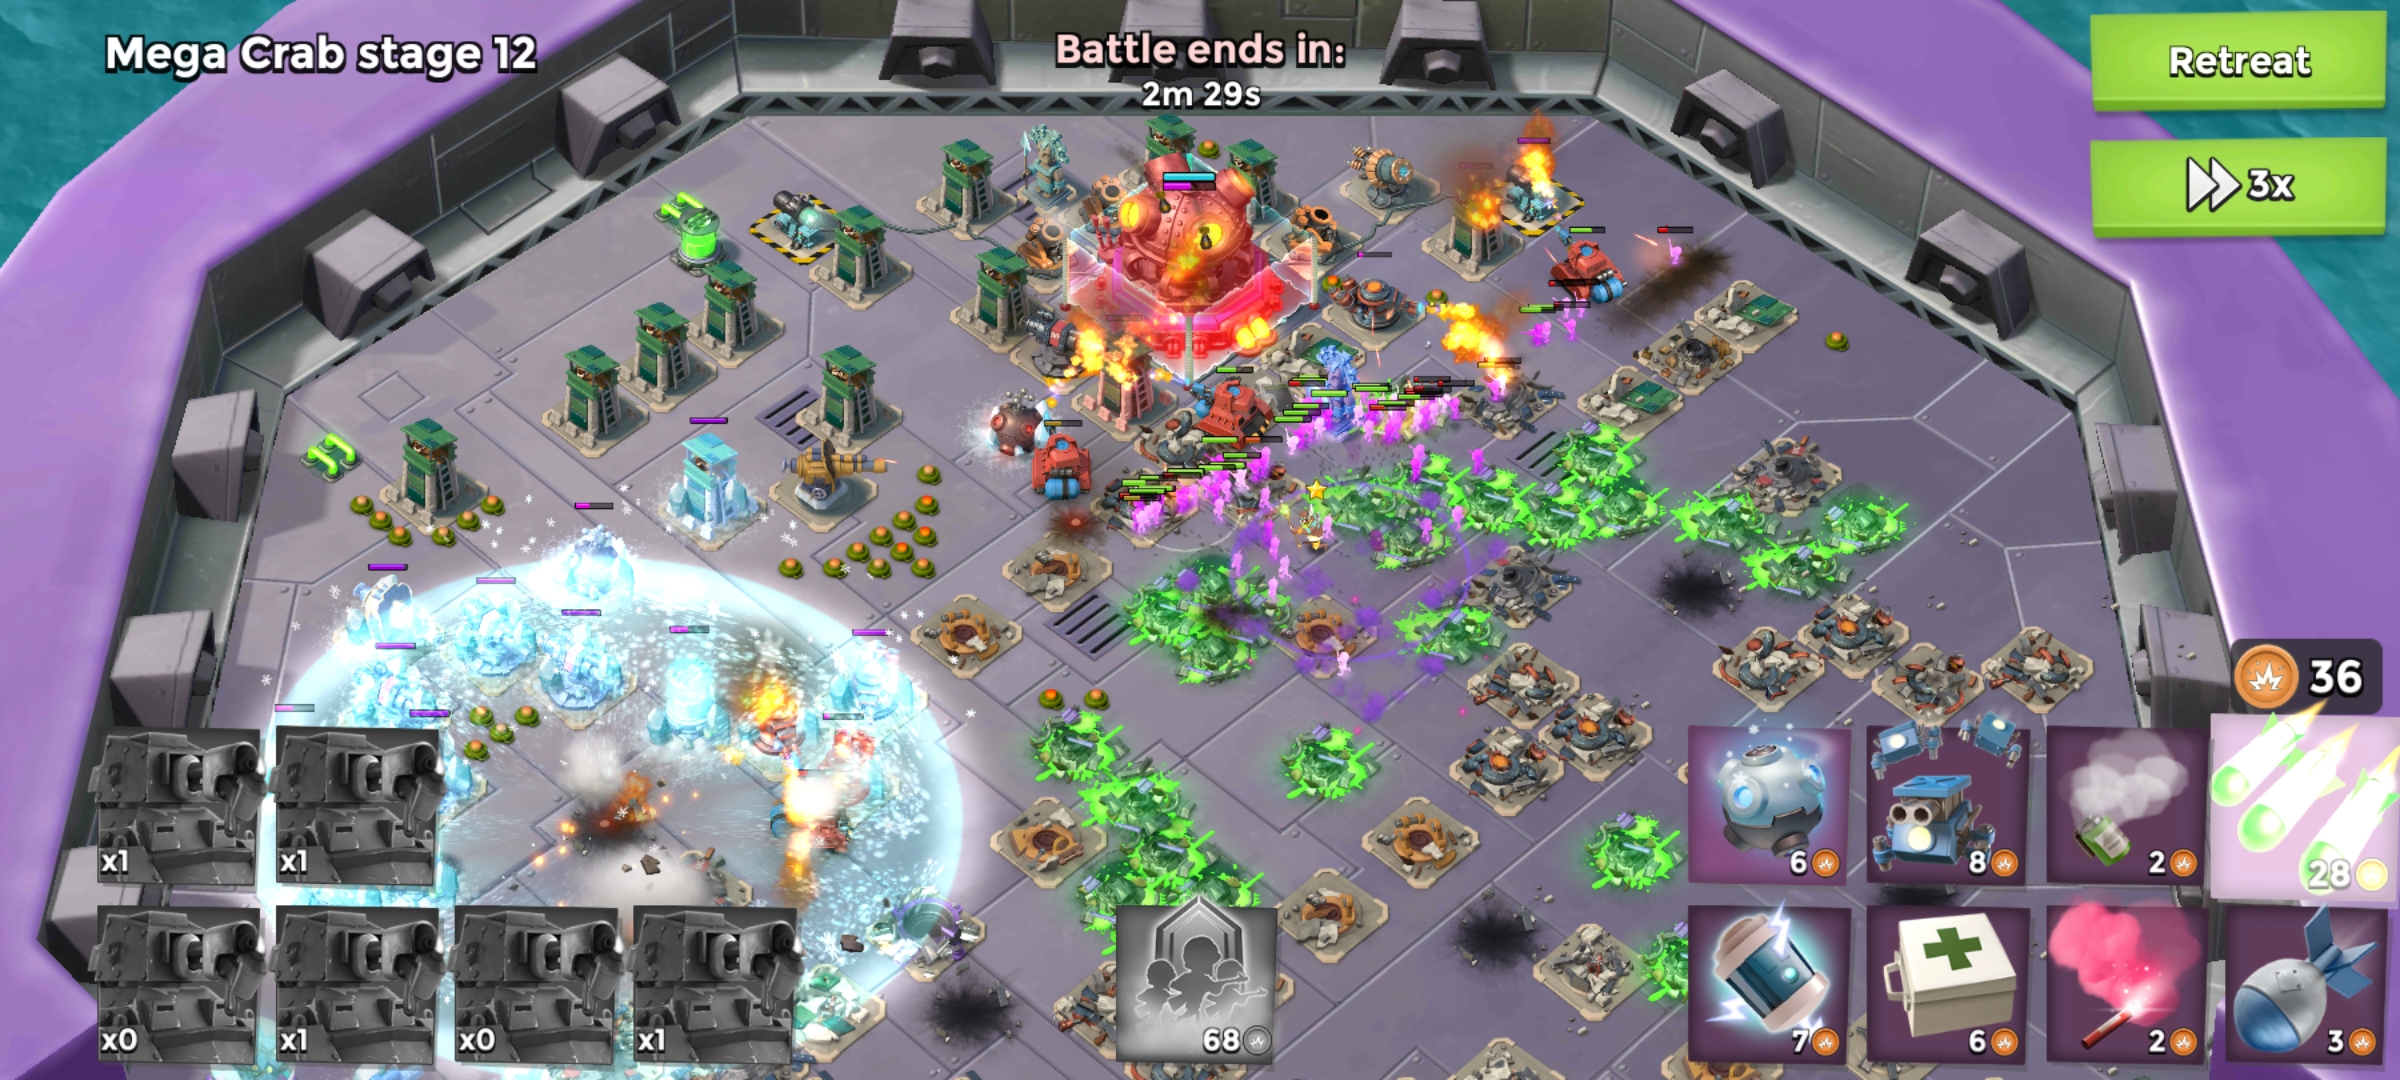 Mega Crab stage 12
Battle ends in:
2m 29s
Retreat
3x
36
6
8
2
28
7
6
2
3
x1
x1
x0
x1
x0
x1
68